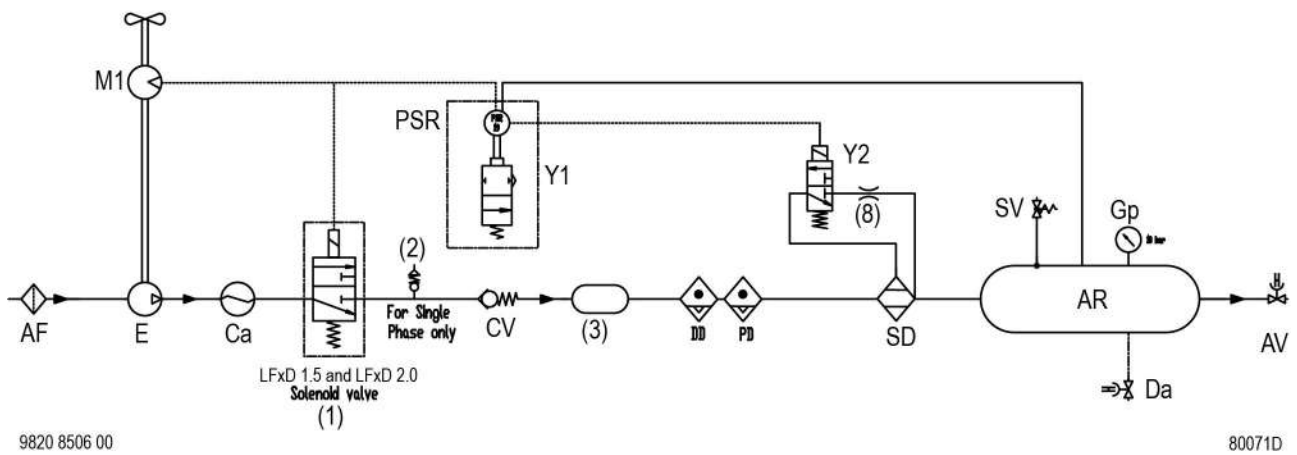 M1
PSR
PSR
Y1
Y2
(8)
SV
Gp
AF
E
Ca
(2)
For Single
Phase only
CV
(3)
DD
PD
SD
AR
AV
LFxD 1.5 and LFxD 2.0
Solenoid valve
(1)
Da
9820 8506 00
80071D